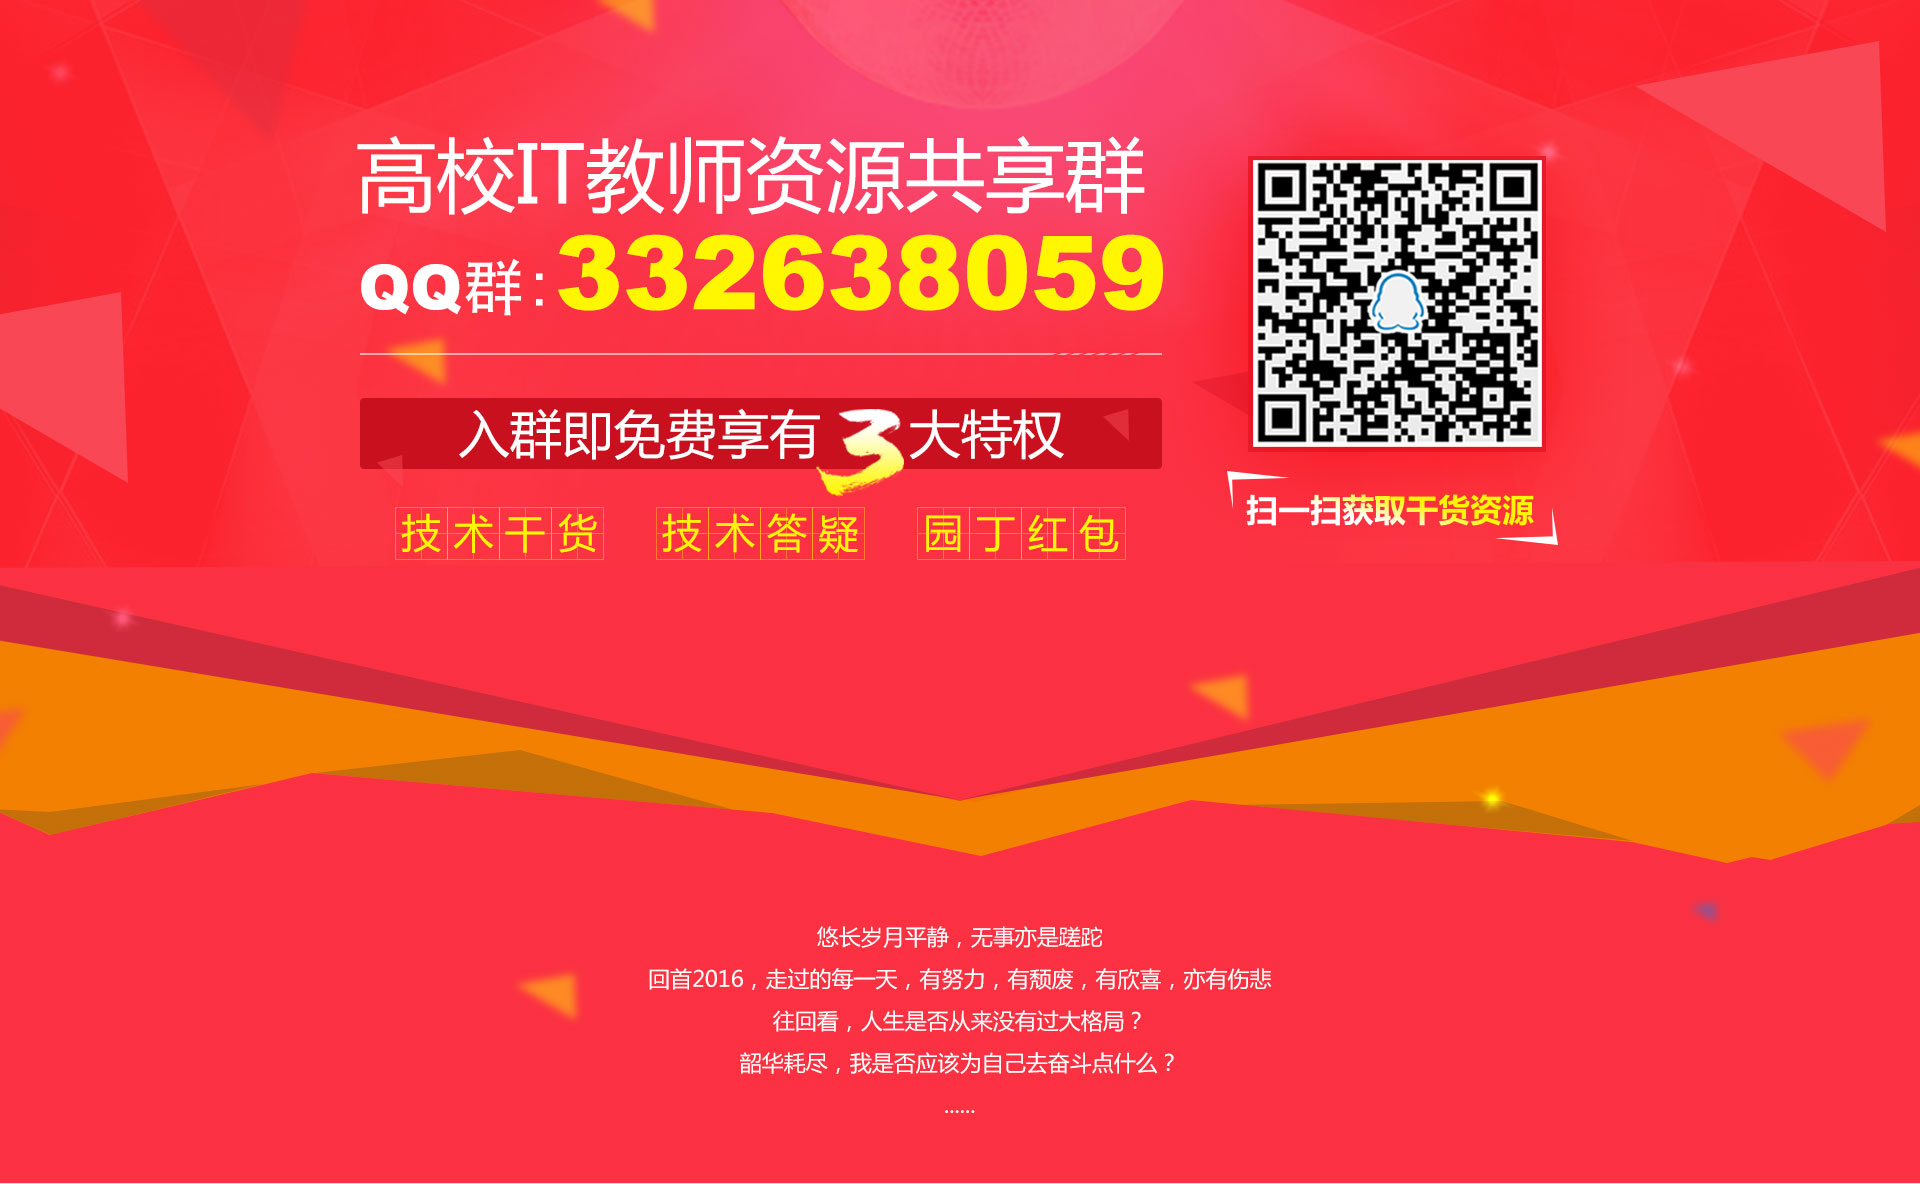 高校IT教师资源共享群
QQ群:332638059
入群即免费享有3大特权
技术干货 技术答疑 园丁红包
扫一扫获取干货资源
悠长岁月平静，无事亦是蹉跎
回首2016，走过的每一天，有努力，有颓废，有欣喜，亦有伤悲
往回看，人生是否从来没有过大格局？
韶华耗尽，我是否应该为自己去奋斗点什么？
......